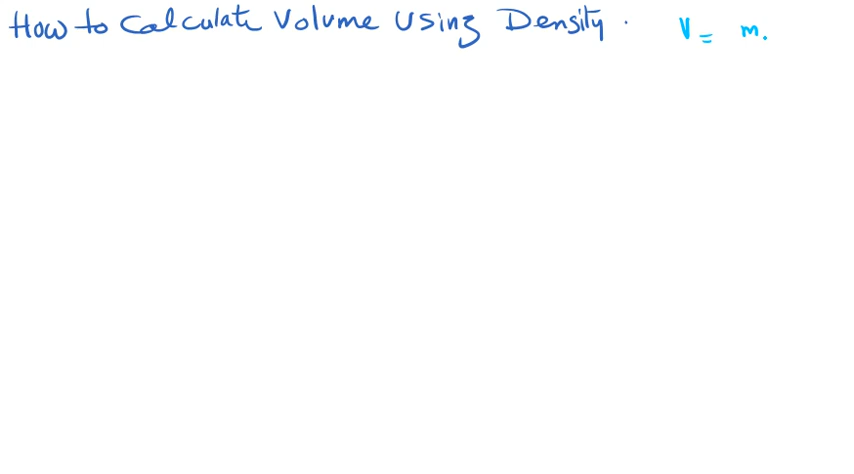 How to Calculate Volume Using Density. V = m.